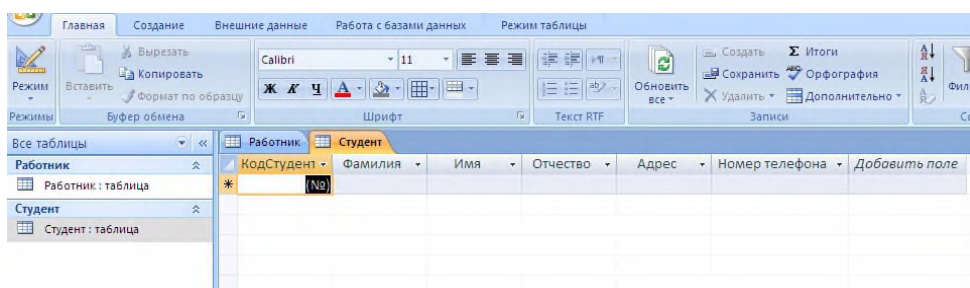 Главная Создание Внешние данные Работа с базами данных Режим таблицы
Режим
Вставить
Вырезать
Копировать
Формат по образцу
Calibri 11
Ж К Ч А
Обновить все
Создать Σ Итоги
Сохранить Орфография
Удалить Дополнительно
Фил
Режимы Буфер обмена Шрифт Текст RTF Записи С
Все таблицы « Работник Студент
Работник
Работник : таблица
Студент
Студент : таблица
КодСтудент Фамилия Имя Отчество Адрес Номер телефона Добавить поле
* (№)